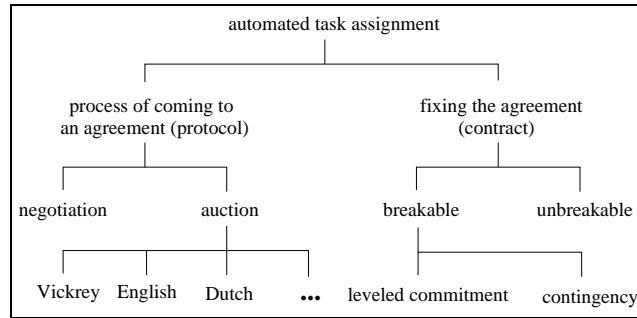 automated task assignment
process of coming to
an agreement (protocol)
fixing the agreement
(contract)
negotiation
auction
breakable
unbreakable
Vickrey
English
Dutch
...
leveled commitment
contingency